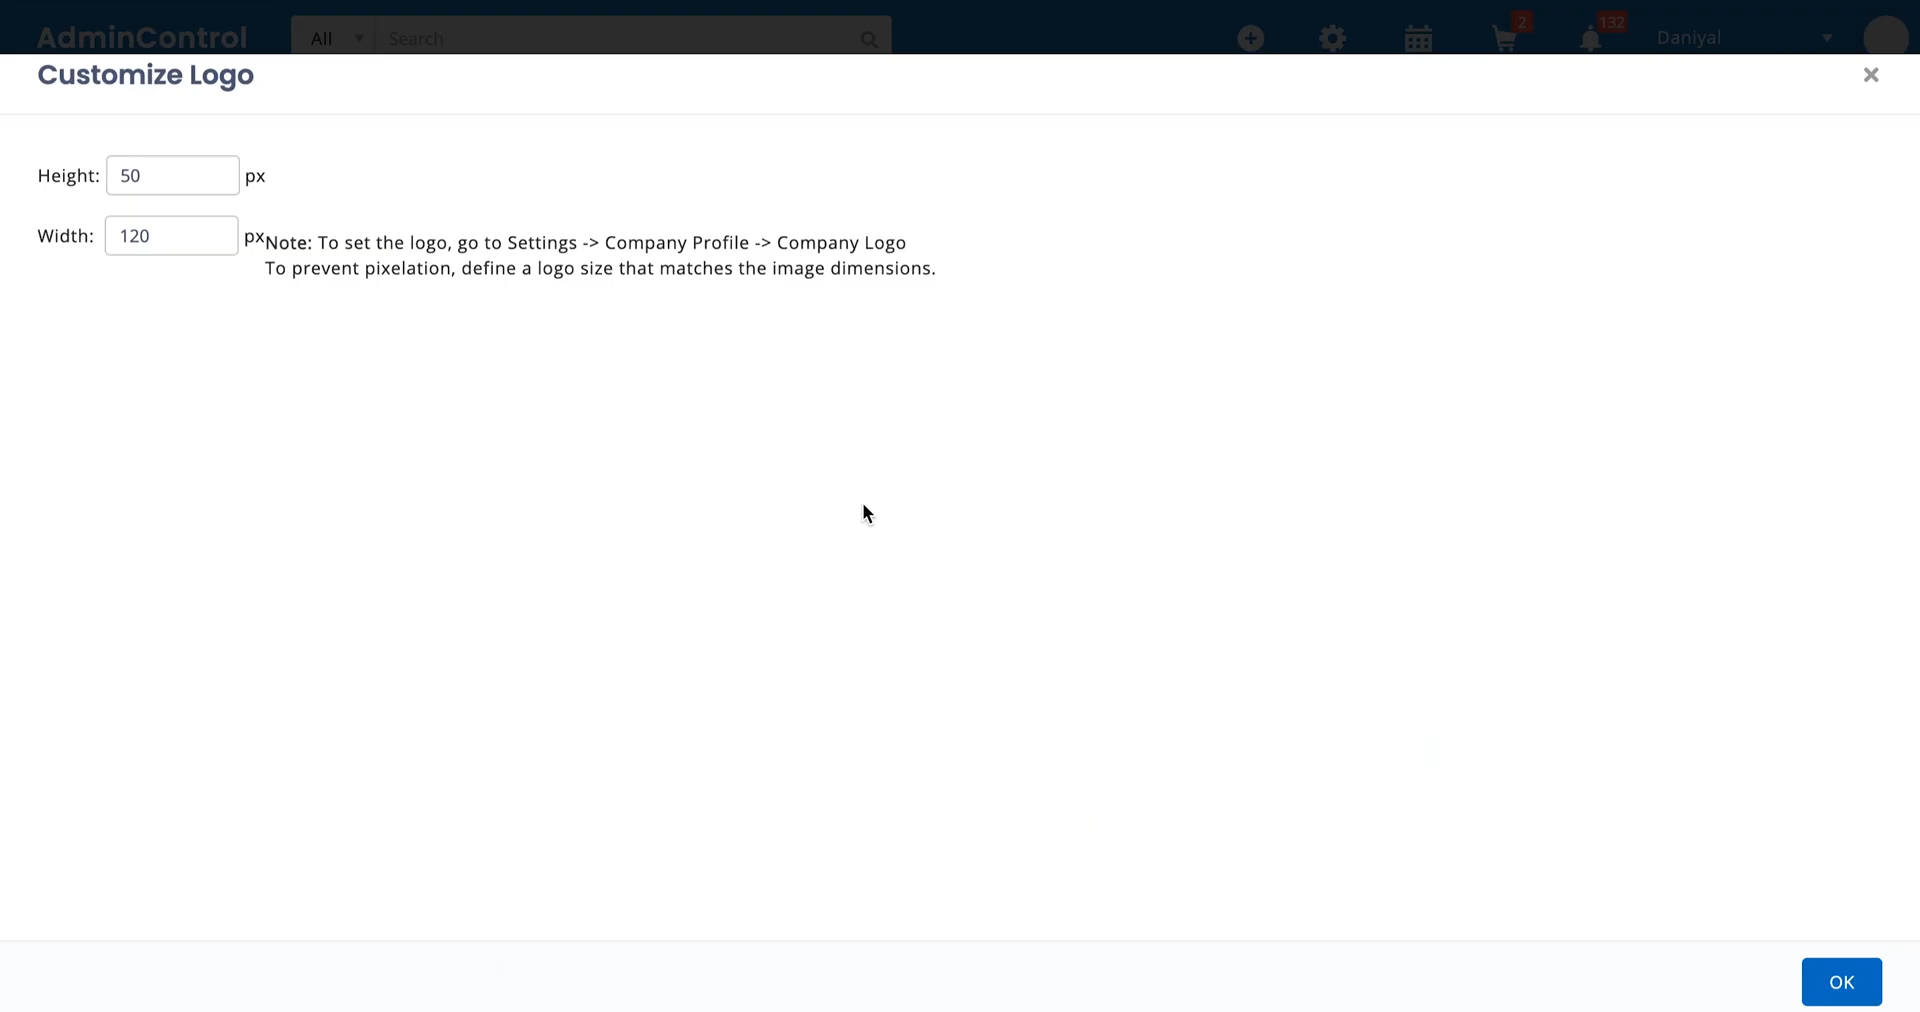 AdminControl All Search 2 132 Daniyal
Customize Logo
Height: 50 px
Width: 120 px
Note: To set the logo, go to Settings -> Company Profile -> Company Logo
To prevent pixelation, define a logo size that matches the image dimensions.
OK